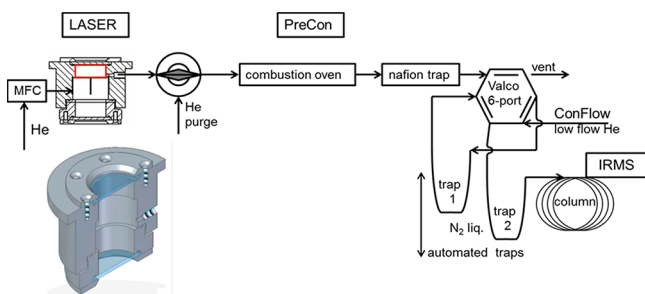 LASER
PreCon
MFC
He
He
purge
combustion oven
nafion trap
Valco
6-port
vent
ConFlow
low flow He
IRMS
trap
1
trap
2
column
N2 liq.
automated traps